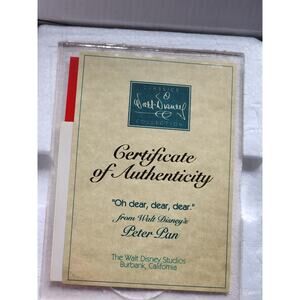 CLASSICS
Walt Disney
COLLECTION
Certificate
of Authenticity
"Oh dear, dear, dear."
from Walt Disney's
Peter Pan
The Walt Disney Studios
Burbank, California